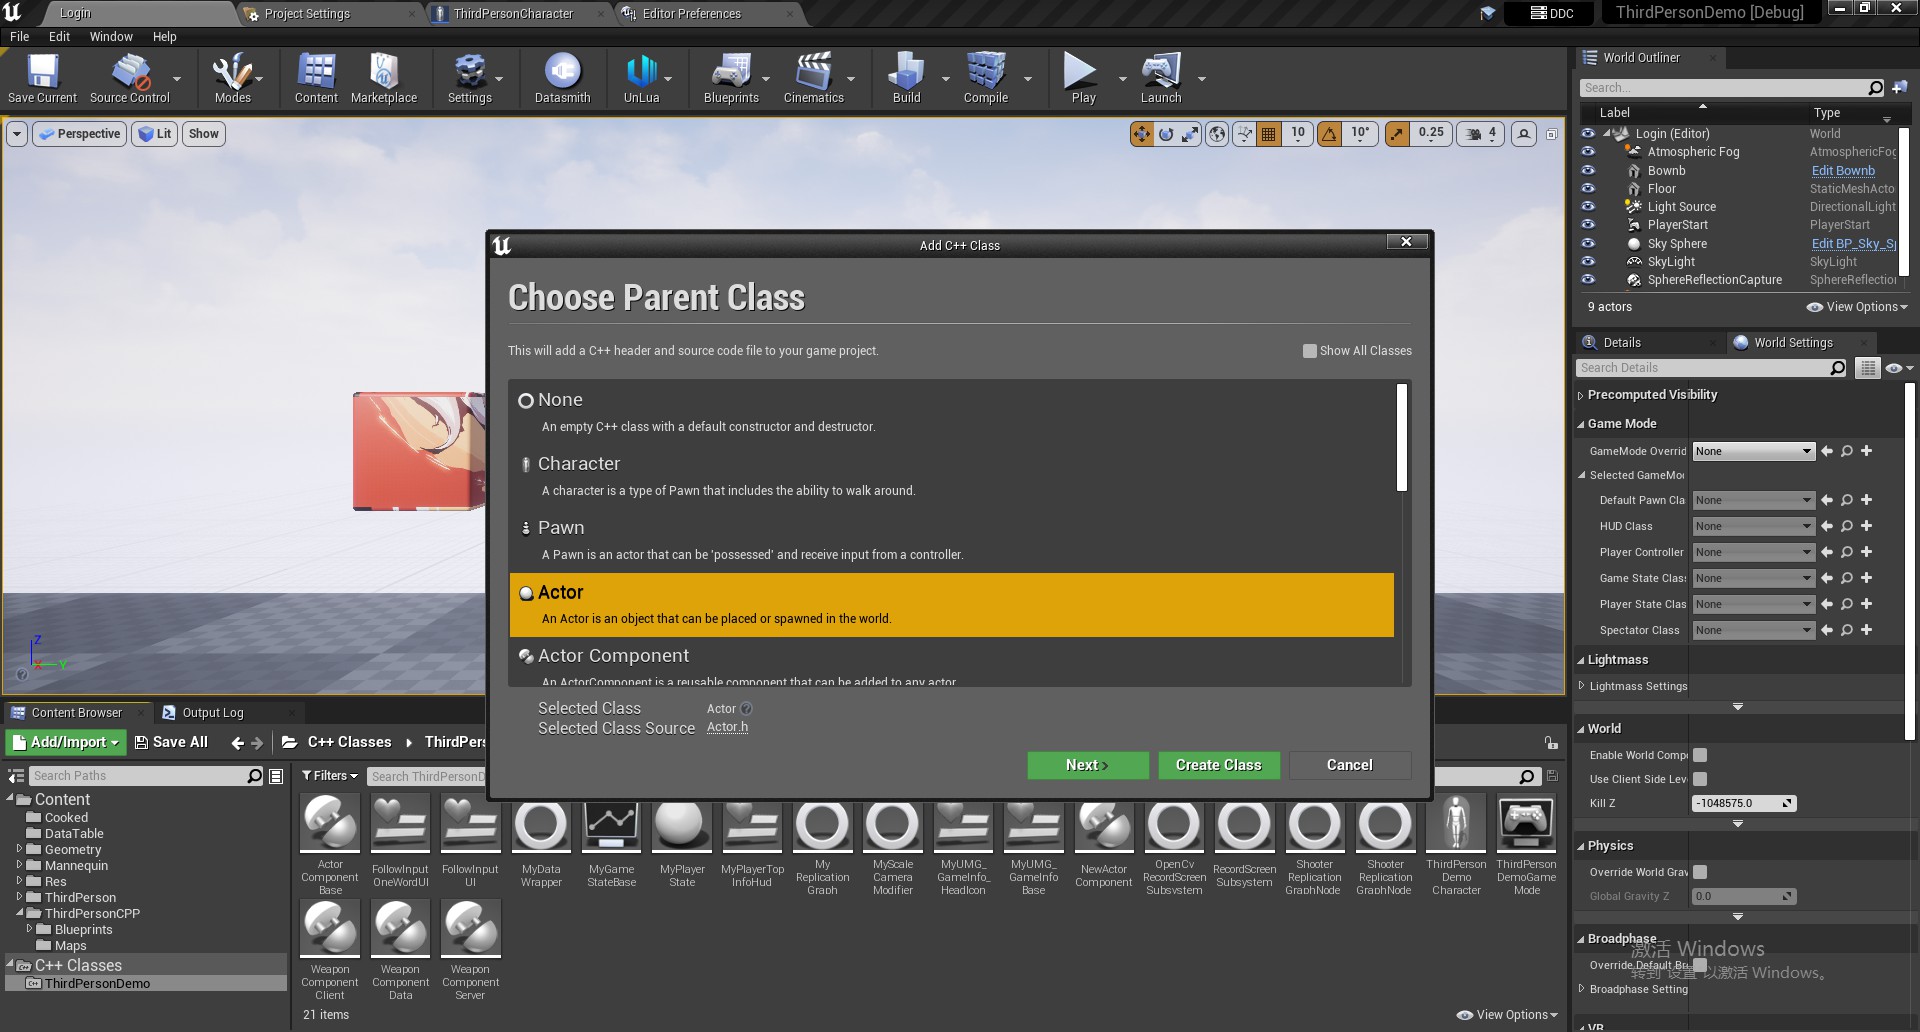 Login
Project Settings
ThirdPersonCharacter
Editor Preferences
DDC
ThirdPersonDemo [Debug]
File Edit Window Help
Save Current
Source Control
Modes
Content
Marketplace
Settings
Datasmith
UnLua
Blueprints
Cinematics
Build
Compile
Play
Launch
Perspective
Lit
Show
10
10°
0.25
4
World Outliner
Search...
Label Type
Login (Editor) World
Atmospheric Fog AtmosphericFog
Bownb Edit Bownb
Floor StaticMeshActo
Light Source DirectionalLight
PlayerStart PlayerStart
Sky Sphere Edit BP_Sky_Sp
SkyLight SkyLight
SphereReflectionCapture SphereReflection
9 actors
View Options
Add C++ Class
Choose Parent Class
This will add a C++ header and source code file to your game project.
Show All Classes
None
An empty C++ class with a default constructor and destructor.
Character
A character is a type of Pawn that includes the ability to walk around.
Pawn
A Pawn is an actor that can be 'possessed' and receive input from a controller.
Actor
An Actor is an object that can be placed or spawned in the world.
Actor Component
An ActorComponent is a reusable component that can be added to any actor.
Selected Class Actor
Selected Class Source Actor.h
Next
Create Class
Cancel
Details
World Settings
Search Details
Precomputed Visibility
Game Mode
GameMode Overrid None
Selected GameMo
Default Pawn Cla None
HUD Class None
Player Controller None
Game State Class None
Player State Clas None
Spectator Class None
Lightmass
Lightmass Settings
World
Enable World Comp
Use Client Side Lev
Kill Z -1048575.0
Physics
Override World Grav
Global Gravity Z 0.0
Broadphase
Override Default Br
Broadphase Setting
VR
激活 Windows
转到"设置"以激活 Windows。
Content Browser
Output Log
Add/Import
Save All
C++ Classes
ThirdPers
Search Paths
Filters
Search ThirdPersonD
Content
Cooked
DataTable
Geometry
Mannequin
Res
ThirdPerson
ThirdPersonCPP
Blueprints
Maps
C++ Classes
ThirdPersonDemo
Actor
Component
Base
FollowInput
OneWordUI
FollowInput
UI
MyData
Wrapper
MyGame
StateBase
MyPlayer
State
MyPlayerTop
InfoHud
My
Replication
Graph
MyScale
Camera
Modifier
MyUMG_
GameInfo_
HeadIcon
MyUMG_
GameInfo
Base
NewActor
Component
OpenCv
RecordScreen
Subsystem
RecordScreen
Subsystem
Shooter
Replication
GraphNode
Shooter
Replication
GraphNode
ThirdPerson
Demo
Character
ThirdPerson
DemoGame
Mode
Weapon
Component
Client
Weapon
Component
Data
Weapon
Component
Server
21 items
View Options